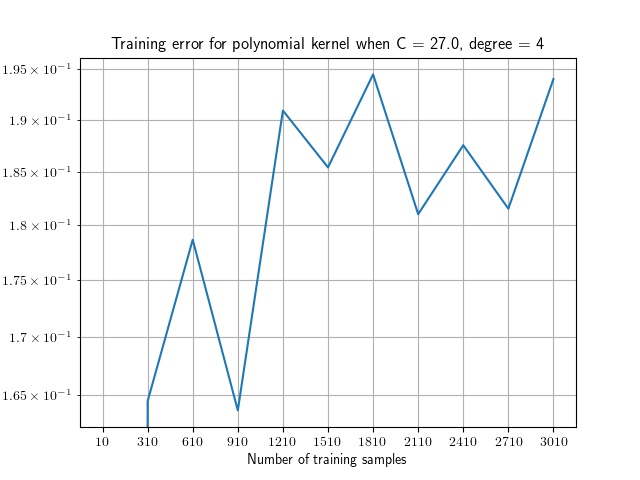 Training error for polynomial kernel when C = 27.0, degree = 4
1.95 × 10⁻¹
1.9 × 10⁻¹
1.85 × 10⁻¹
1.8 × 10⁻¹
1.75 × 10⁻¹
1.7 × 10⁻¹
1.65 × 10⁻¹
10 310 610 910 1210 1510 1810 2110 2410 2710 3010
Number of training samples